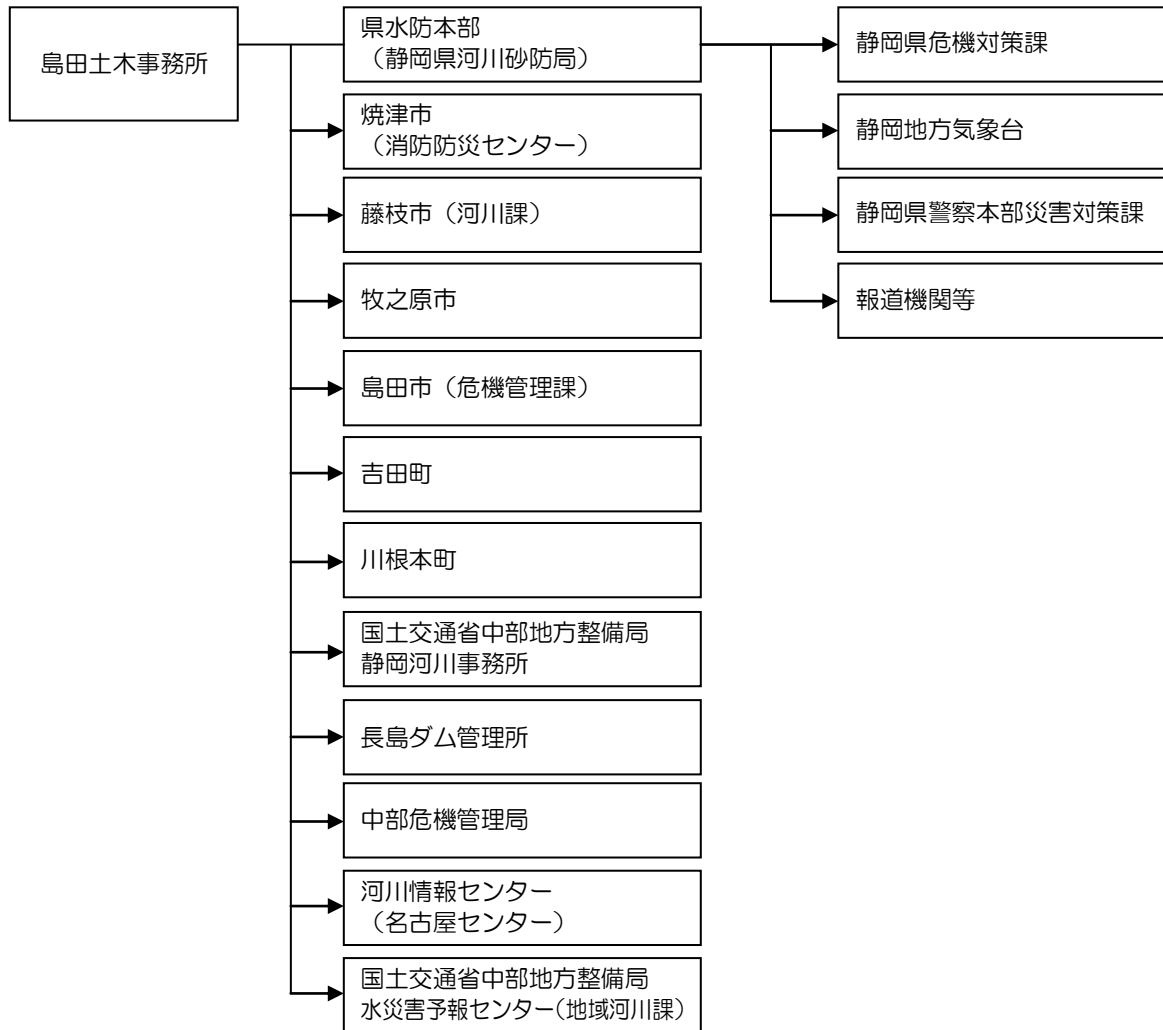 島田土木事務所
県水防本部
（静岡県河川砂防局）
焼津市
（消防防災センター）
藤枝市（河川課）
牧之原市
島田市（危機管理課）
吉田町
川根本町
国土交通省中部地方整備局
静岡河川事務所
長島ダム管理所
中部危機管理局
河川情報センター
（名古屋センター）
国土交通省中部地方整備局
水災害予報センター(地域河川課)
静岡県危機対策課
静岡地方気象台
静岡県警察本部災害対策課
報道機関等